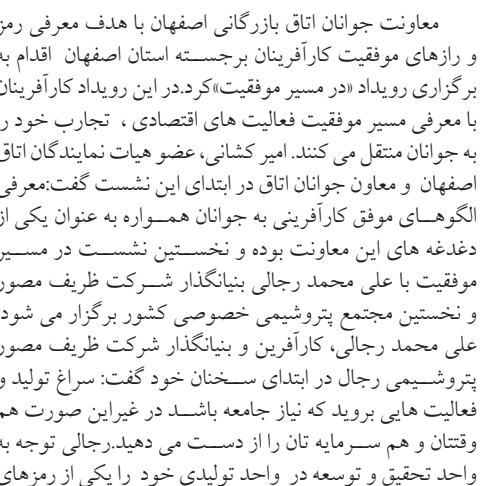 معاونت جوانان اتاق بازرگانی اصفهان با هدف معرفی رمز
و رازهای موفقیت کارآفرینان برجسته استان اصفهان اقدام به
برگزاری رویداد «در مسیر موفقیت»کرد.در این رویداد کارآفرینان
با معرفی مسیر موفقیت فعالیت های اقتصادی ، تجارب خود ر
به جوانان منتقل می کنند. امیر کشانی، عضو هیات نمایندگان اتاق
اصفهان و معاون جوانان اتاق در ابتدای این نشست گفت:معرفی
الگوهای موفق کارآفرینی به جوانان همواره به عنوان یکی از
دغدغه های این معاونت بوده و نخستین نشست در مسیر
موفقیت با علی محمد رجالی بنیانگذار شرکت ظریف مصور
و نخستین مجتمع پتروشیمی خصوصی کشور برگزار می شود.
علی محمد رجالی، کارآفرین و بنیانگذار شرکت ظریف مصور
پتروشیمی رجال در ابتدای سخنان خود گفت: سراغ تولید و
فعالیت هایی بروید که نیاز جامعه باشد در غیراین صورت هم
وقتتان و هم سرمایه تان را از دست می دهید.رجالی توجه به
واحد تحقیق و توسعه در واحد تولیدی خود را یکی از رمزهای